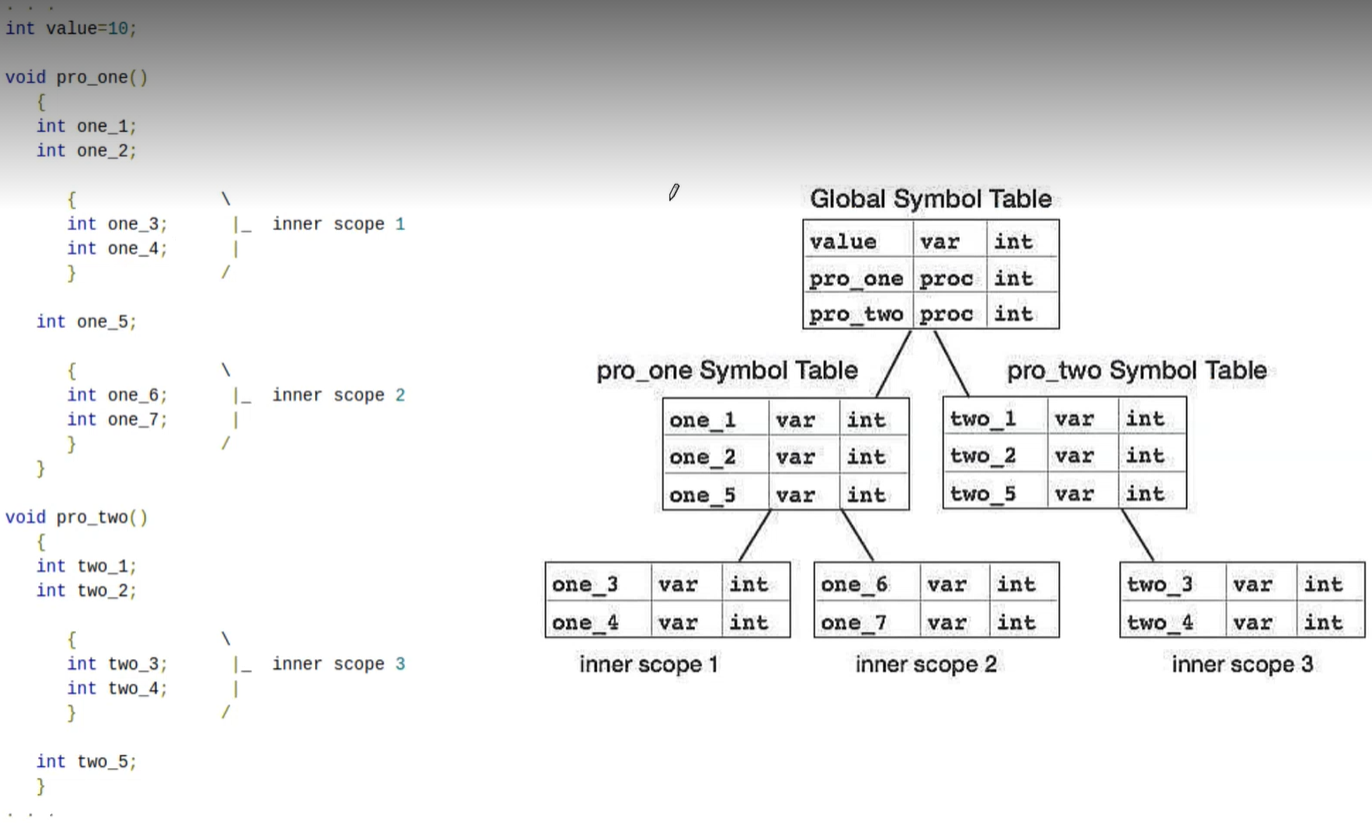 . . .
int value=10;
void pro_one()
{
int one_1;
int one_2;
{ \
int one_3; |_ inner scope 1
int one_4; |
} /
int one_5;
{ \
int one_6; |_ inner scope 2
int one_7; |
} /
}
void pro_two()
{
int two_1;
int two_2;
{ \
int two_3; |_ inner scope 3
int two_4; |
} /
int two_5;
}
. . .
Global Symbol Table
value var int
pro_one proc int
pro_two proc int
pro_one Symbol Table
one_1 var int
one_2 var int
one_5 var int
pro_two Symbol Table
two_1 var int
two_2 var int
two_5 var int
one_3 var int
one_4 var int
inner scope 1
one_6 var int
one_7 var int
inner scope 2
two_3 var int
two_4 var int
inner scope 3